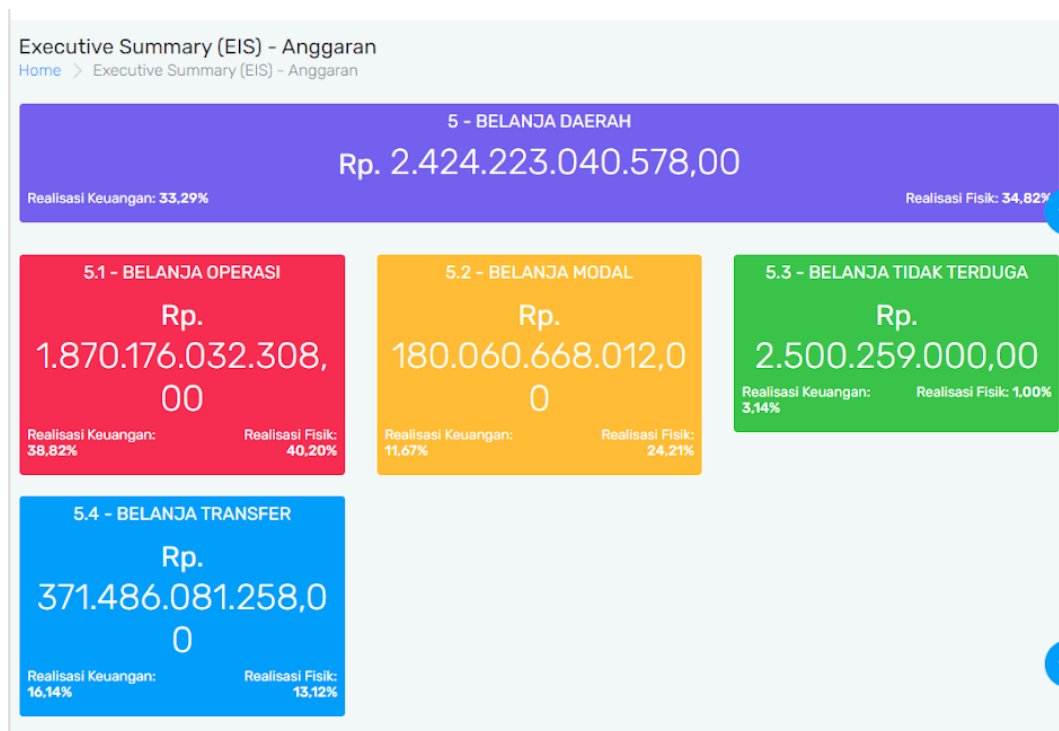 Executive Summary (EIS) - Anggaran
Home > Executive Summary (EIS) - Anggaran
5 - BELANJA DAERAH
Rp. 2.424.223.040.578,00
Realisasi Keuangan: 33,29%
Realisasi Fisik: 34,82%
5.1 - BELANJA OPERASI
Rp.
1.870.176.032.308,
00
Realisasi Keuangan:
38,82%
Realisasi Fisik:
40,20%
5.2 - BELANJA MODAL
Rp.
180.060.668.012,0
0
Realisasi Keuangan:
11,67%
Realisasi Fisik:
24,21%
5.3 - BELANJA TIDAK TERDUGA
Rp.
2.500.259.000,00
Realisasi Keuangan:
3,14%
Realisasi Fisik: 1,00%
5.4 - BELANJA TRANSFER
Rp.
371.486.081.258,0
0
Realisasi Keuangan:
16,14%
Realisasi Fisik:
13,12%